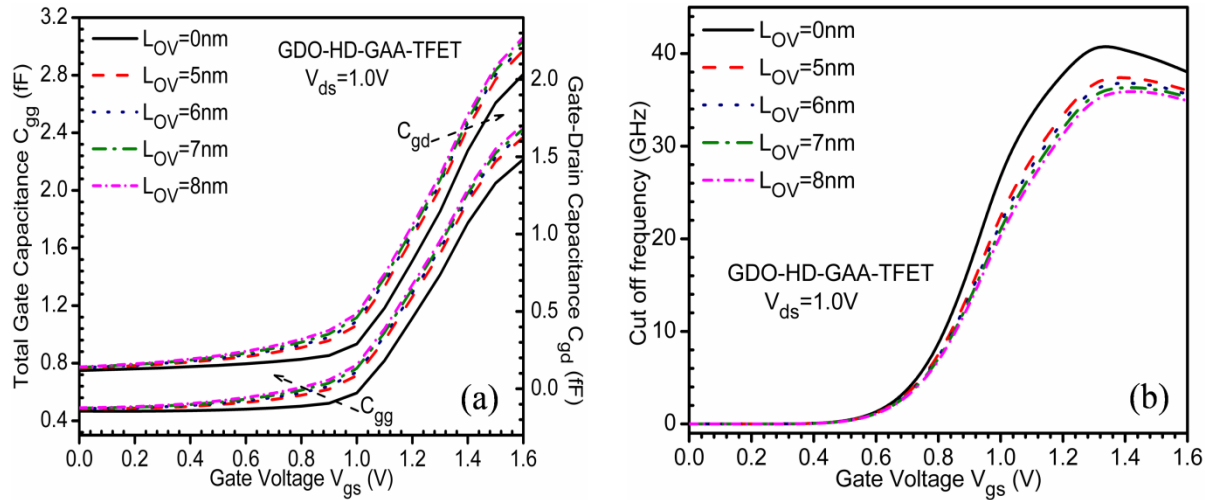 Total Gate Capacitance C_gg (fF)
3.2
2.8
2.4
2.0
1.6
1.2
0.8
0.4
L_OV=0nm
L_OV=5nm
L_OV=6nm
L_OV=7nm
L_OV=8nm
GDO-HD-GAA-TFET
V_ds=1.0V
C_gd
C_gg
(a)
2.0
1.5
1.0
0.5
0.0
Gate-Drain Capacitance C_gd (fF)
0.0 0.2 0.4 0.6 0.8 1.0 1.2 1.4 1.6
Gate Voltage V_gs (V)
Cut off frequency (GHz)
40
30
20
10
0
L_OV=0nm
L_OV=5nm
L_OV=6nm
L_OV=7nm
L_OV=8nm
GDO-HD-GAA-TFET
V_ds=1.0V
(b)
0.0 0.2 0.4 0.6 0.8 1.0 1.2 1.4 1.6
Gate Voltage V_gs (V)